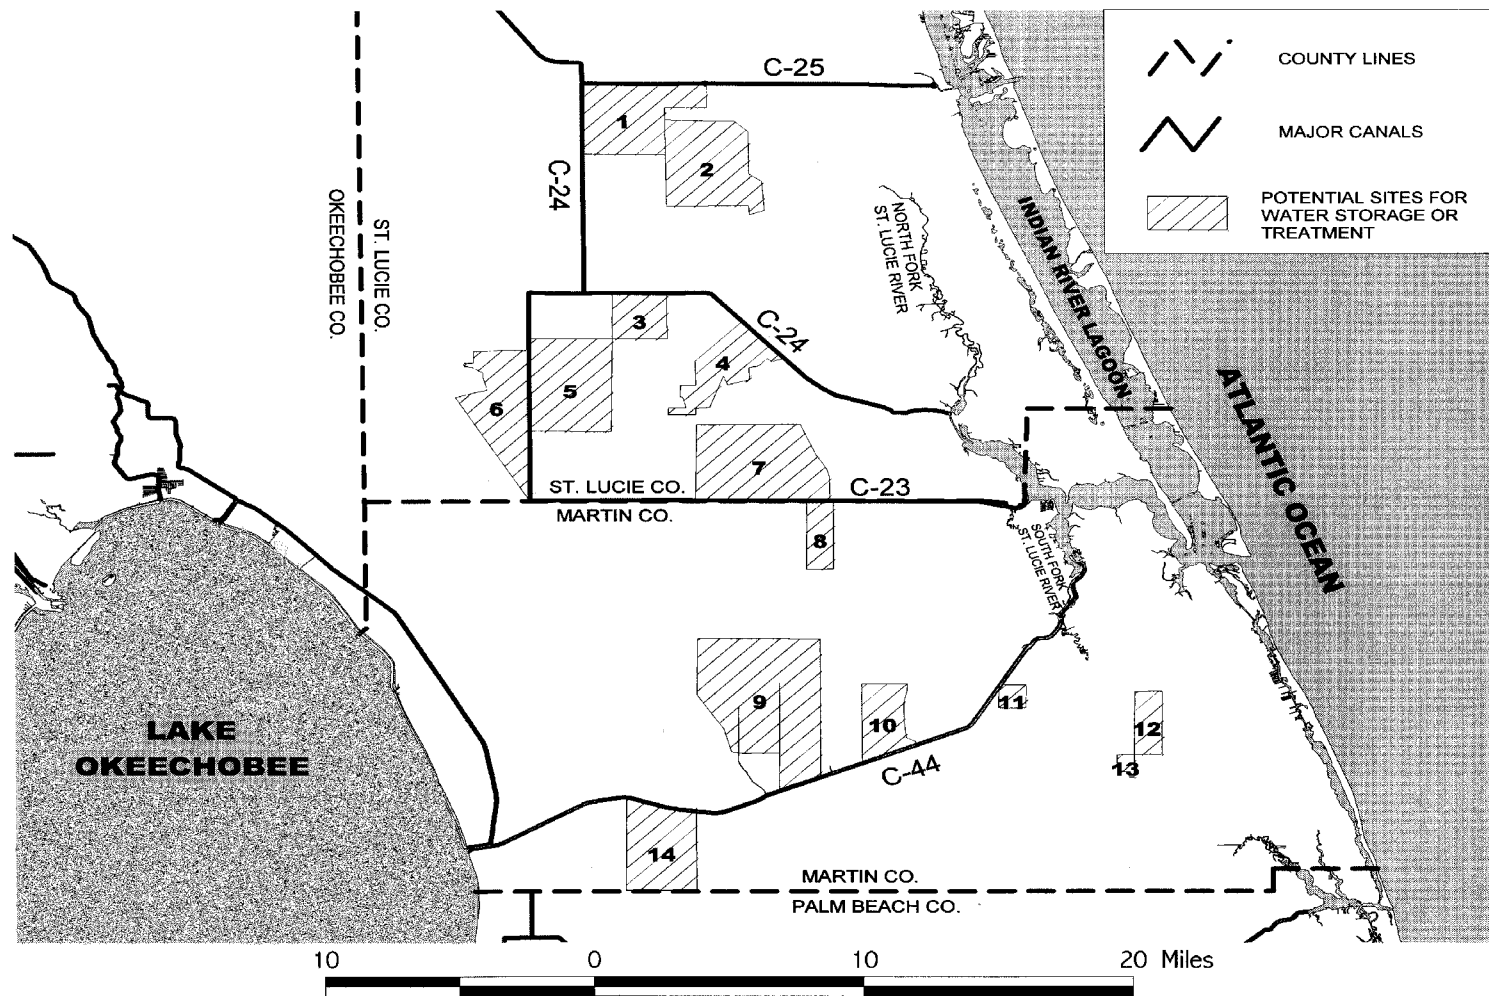 C-25
COUNTY LINES
MAJOR CANALS
POTENTIAL SITES FOR
WATER STORAGE OR
TREATMENT
1
2
C-24
OKEECHOBEE CO.
ST. LUCIE CO.
NORTH FORK
ST. LUCIE RIVER
INDIAN RIVER LAGOON
ATLANTIC OCEAN
3
C-24
4
5
6
7
ST. LUCIE CO.
C-23
MARTIN CO.
8
SOUTH FORK
ST. LUCIE RIVER
9
10
11
12
13
LAKE
OKEECHOBEE
C-44
14
MARTIN CO.
PALM BEACH CO.
10 0 10 20 Miles